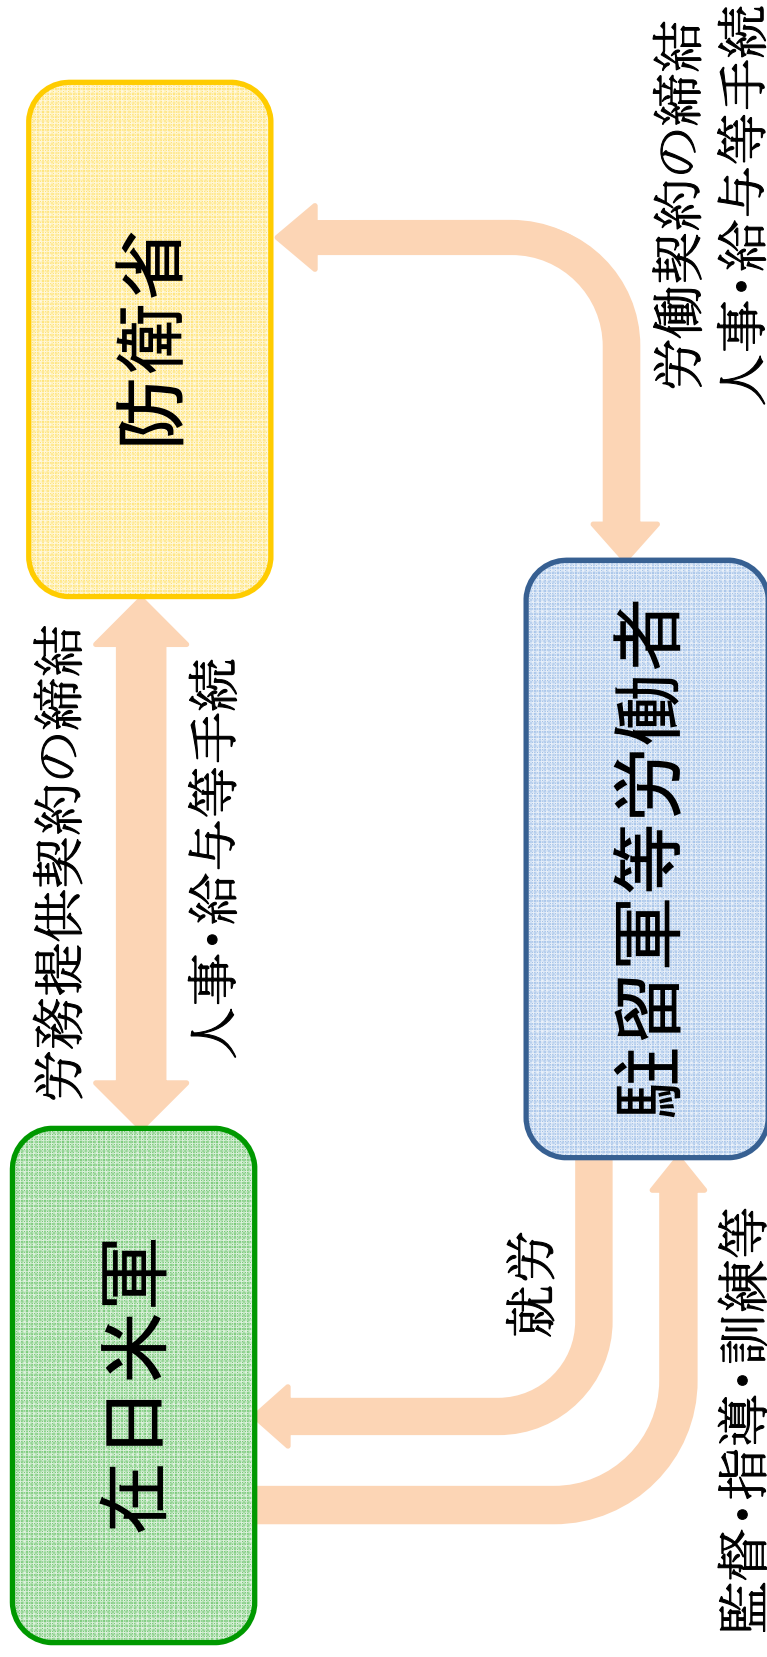 労務提供契約の締結
在日米軍
防衛省
人事・給与等手続
就労
駐留軍等労働者
労働契約の締結
人事・給与等手続
監督・指導・訓練等